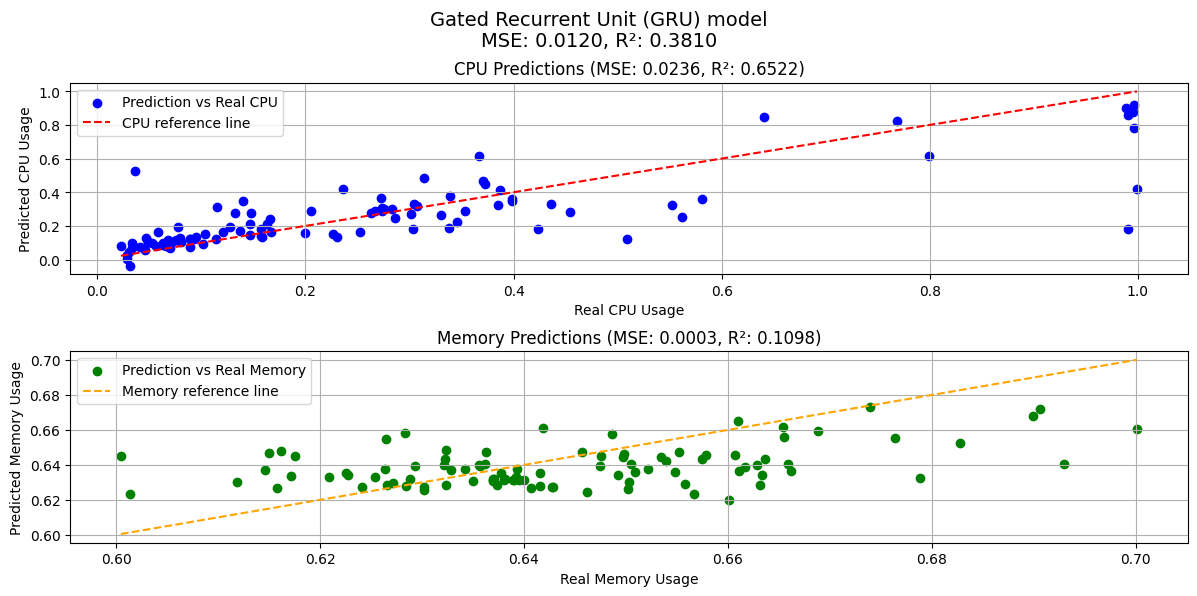 Gated Recurrent Unit (GRU) model
MSE: 0.0120, R²: 0.3810
CPU Predictions (MSE: 0.0236, R²: 0.6522)
Prediction vs Real CPU
CPU reference line
Predicted CPU Usage
1.0
0.8
0.6
0.4
0.2
0.0
0.0 0.2 0.4 0.6 0.8 1.0
Real CPU Usage
Memory Predictions (MSE: 0.0003, R²: 0.1098)
Prediction vs Real Memory
Memory reference line
Predicted Memory Usage
0.70
0.68
0.66
0.64
0.62
0.60
0.60 0.62 0.64 0.66 0.68 0.70
Real Memory Usage